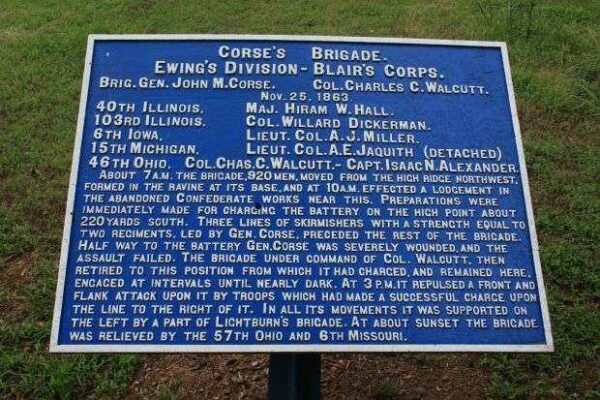 CORSE'S BRIGADE.
EWING'S DIVISION - BLAIR'S CORPS.
BRIG. GEN. JOHN M. CORSE. COL. CHARLES C. WALCUTT.
NOV. 25. 1863.
40TH ILLINOIS, MAJ. HIRAM W. HALL.
103RD ILLINOIS. COL. WILLARD DICKERMAN.
6TH IOWA, LIEUT. COL. A. J. MILLER.
15TH MICHIGAN, LIEUT. COL. A. E. JAQUITH (DETACHED)
46TH OHIO, COL. CHAS. C. WALCUTT. - CAPT. ISAAC N. ALEXANDER.
ABOUT 7 A.M. THE BRIGADE, 920 MEN, MOVED FROM THE HIGH RIDGE NORTHWEST,
FORMED IN THE RAVINE AT ITS BASE, AND AT 10 A.M. EFFECTED A LODGEMENT IN
THE ABANDONED CONFEDERATE WORKS NEAR THIS. PREPARATIONS WERE
IMMEDIATELY MADE FOR CHARGING THE BATTERY ON THE HIGH POINT ABOUT
220 YARDS SOUTH. THREE LINES OF SKIRMISHERS WITH A STRENGTH EQUAL TO
TWO REGIMENTS, LED BY GEN. CORSE, PRECEDED THE REST OF THE BRIGADE.
HALF WAY TO THE BATTERY GEN. CORSE WAS SEVERELY WOUNDED, AND THE
ASSAULT FAILED. THE BRIGADE UNDER COMMAND OF COL. WALCUTT, THEN
RETIRED TO THIS POSITION FROM WHICH IT HAD CHARGED, AND REMAINED HERE,
ENGAGED AT INTERVALS UNTIL NEARLY DARK. AT 3 P.M. IT REPULSED A FRONT AND
FLANK ATTACK UPON IT BY TROOPS WHICH HAD MADE A SUCCESSFUL CHARGE UPON
THE LINE TO THE RIGHT OF IT. IN ALL ITS MOVEMENTS IT WAS SUPPORTED ON
THE LEFT BY A PART OF LIGHTBURN'S BRIGADE. AT ABOUT SUNSET THE BRIGADE
WAS RELIEVED BY THE 57TH OHIO AND 6TH MISSOURI.